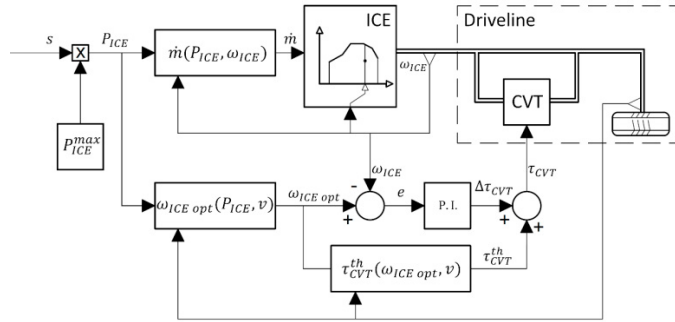 ICE
Driveline
s
P_ICE
X
ṁ(P_ICE, ω_ICE)
ṁ
ω_ICE
CVT
P_ICE^max
τ_CVT
ω_ICE
-
ω_ICE opt(P_ICE, v)
ω_ICE opt
+
e
P. I.
Δτ_CVT
+
+
τ_CVT^th(ω_ICE opt, v)
τ_CVT^th